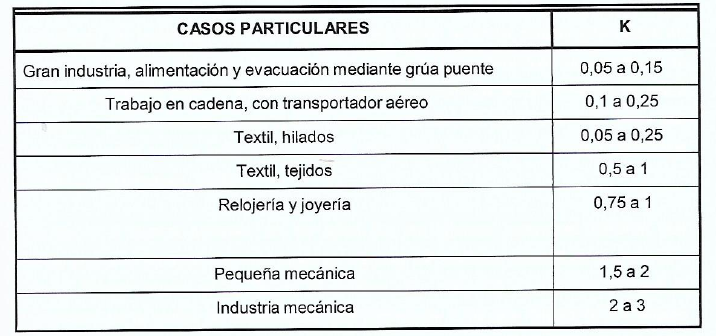 CASOS PARTICULARES K
Gran industria, alimentación y evacuación mediante grúa puente 0,05 a 0,15
Trabajo en cadena, con transportador aéreo 0,1 a 0,25
Textil, hilados 0,05 a 0,25
Textil, tejidos 0,5 a 1
Relojería y joyería 0,75 a 1
Pequeña mecánica 1,5 a 2
Industria mecánica 2 a 3